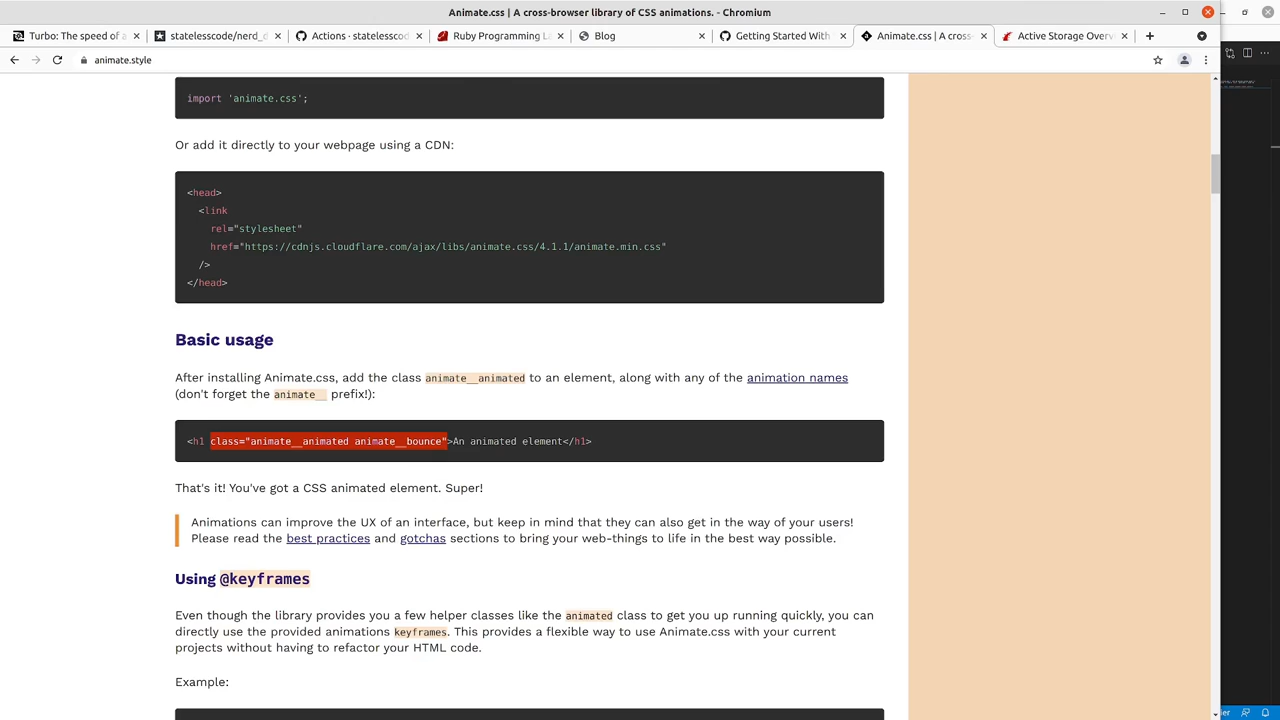 Animate.css | A cross-browser library of CSS animations. - Chromium
Turbo: The speed of a
statelesscode/nerd_d
Actions · statelesscod
Ruby Programming La
Blog
Getting Started With
Animate.css | A cross-
Active Storage Overv
animate.style
import 'animate.css';
Or add it directly to your webpage using a CDN:
<head>
<link
rel="stylesheet"
href="https://cdnjs.cloudflare.com/ajax/libs/animate.css/4.1.1/animate.min.css"
/>
</head>
Basic usage
After installing Animate.css, add the class animate__animated to an element, along with any of the animation names
(don't forget the animate__ prefix!):
<h1 class="animate__animated animate__bounce">An animated element</h1>
That's it! You've got a CSS animated element. Super!
Animations can improve the UX of an interface, but keep in mind that they can also get in the way of your users!
Please read the best practices and gotchas sections to bring your web-things to life in the best way possible.
Using @keyframes
Even though the library provides you a few helper classes like the animated class to get you up running quickly, you can
directly use the provided animations keyframes. This provides a flexible way to use Animate.css with your current
projects without having to refactor your HTML code.
Example: